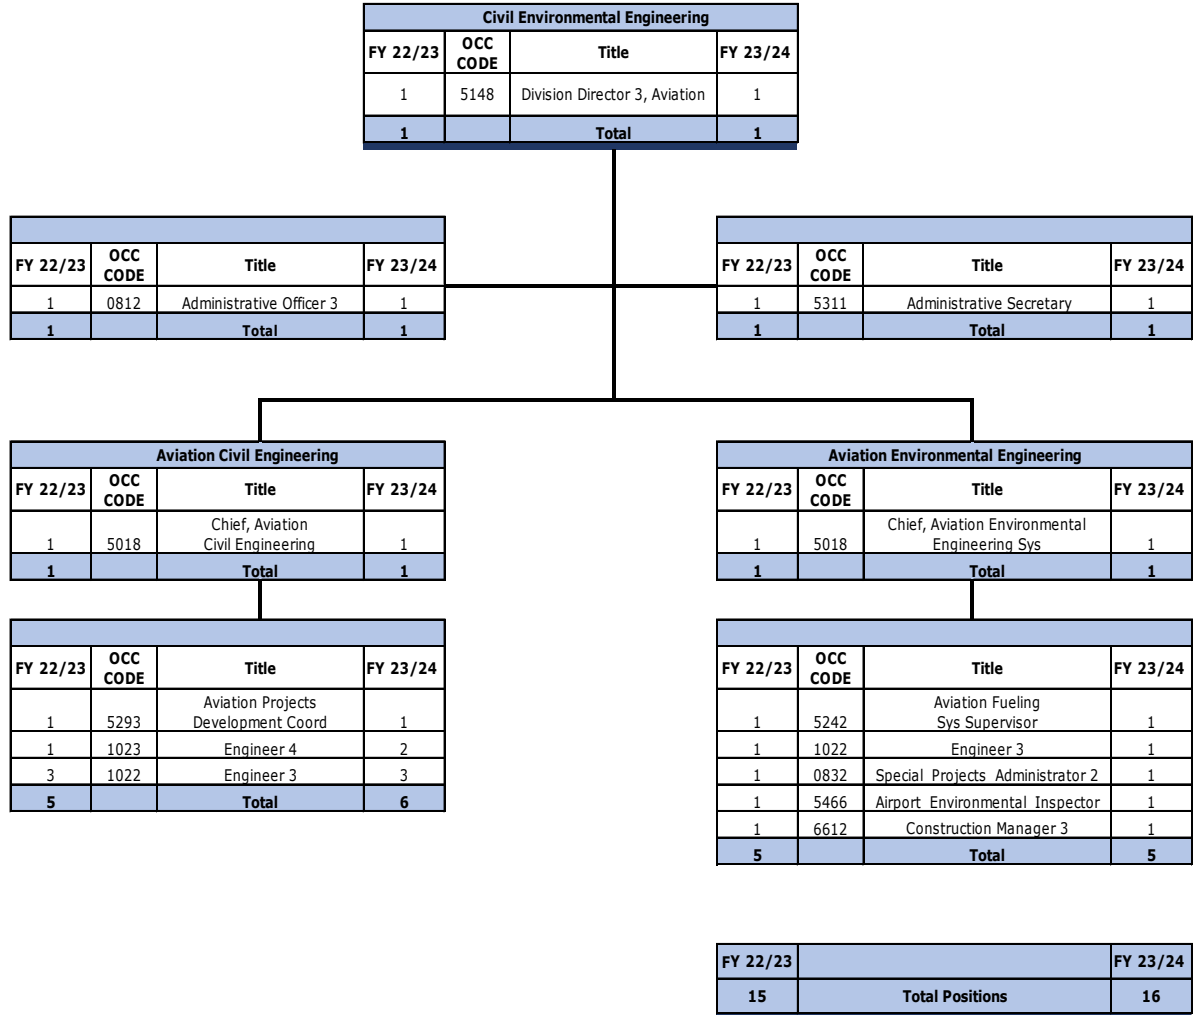 Civil Environmental Engineering
FY 22/23 OCC CODE Title FY 23/24
1 5148 Division Director 3, Aviation 1
1 Total 1
FY 22/23 OCC CODE Title FY 23/24
1 0812 Administrative Officer 3 1
1 Total 1
FY 22/23 OCC CODE Title FY 23/24
1 5311 Administrative Secretary 1
1 Total 1
Aviation Civil Engineering
FY 22/23 OCC CODE Title FY 23/24
1 5018 Chief, Aviation Civil Engineering 1
1 Total 1
Aviation Environmental Engineering
FY 22/23 OCC CODE Title FY 23/24
1 5018 Chief, Aviation Environmental Engineering Sys 1
1 Total 1
FY 22/23 OCC CODE Title FY 23/24
1 5293 Aviation Projects Development Coord 1
1 1023 Engineer 4 2
3 1022 Engineer 3 3
5 Total 6
FY 22/23 OCC CODE Title FY 23/24
1 5242 Aviation Fueling Sys Supervisor 1
1 1022 Engineer 3 1
1 0832 Special Projects Administrator 2 1
1 5466 Airport Environmental Inspector 1
1 6612 Construction Manager 3 1
5 Total 5
FY 22/23 FY 23/24
15 Total Positions 16